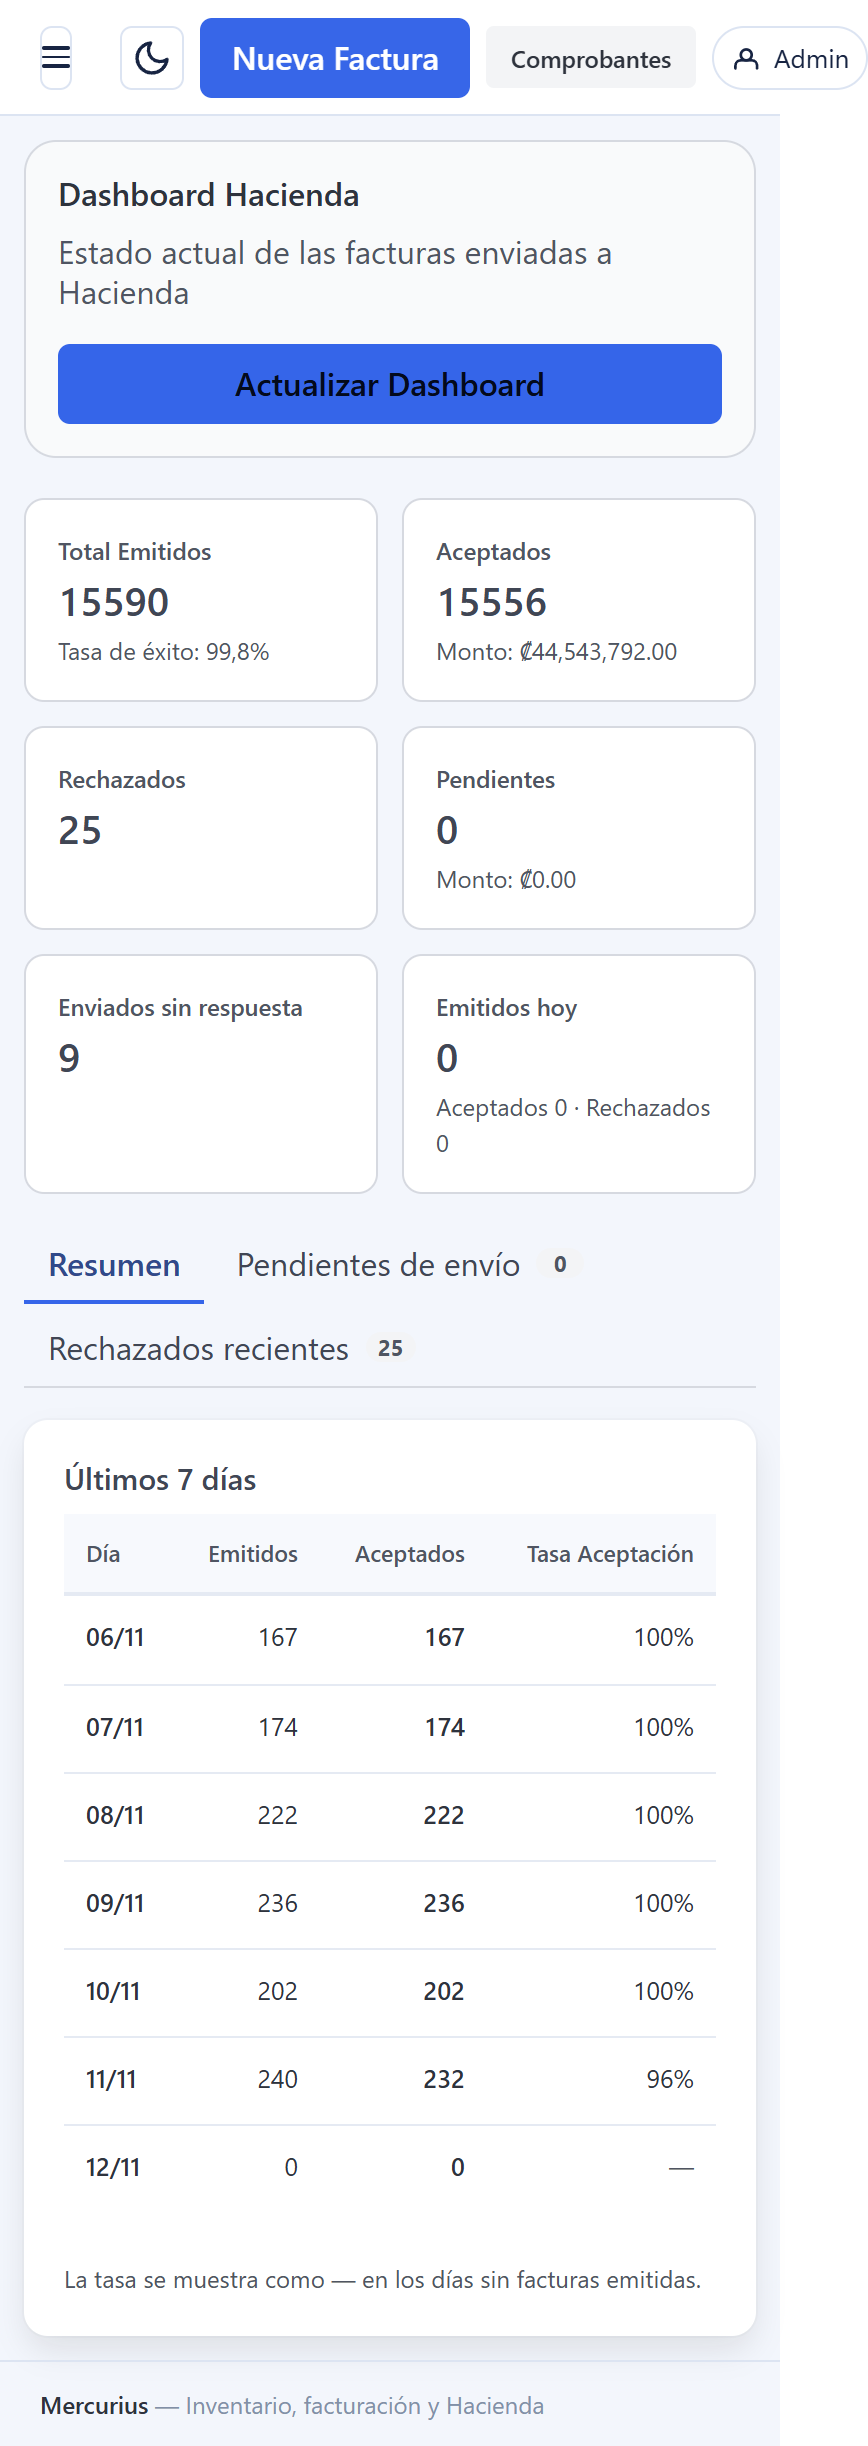 Nueva Factura Comprobantes Admin
Dashboard Hacienda
Estado actual de las facturas enviadas a
Hacienda
Actualizar Dashboard
Total Emitidos
15590
Tasa de éxito: 99,8%
Aceptados
15556
Monto: ₡44,543,792.00
Rechazados
25
Pendientes
0
Monto: ₡0.00
Enviados sin respuesta
9
Emitidos hoy
0
Aceptados 0 · Rechazados
0
Resumen Pendientes de envío 0
Rechazados recientes 25
Últimos 7 días
Día Emitidos Aceptados Tasa Aceptación
06/11 167 167 100%
07/11 174 174 100%
08/11 222 222 100%
09/11 236 236 100%
10/11 202 202 100%
11/11 240 232 96%
12/11 0 0 —
La tasa se muestra como — en los días sin facturas emitidas.
Mercurius — Inventario, facturación y Hacienda